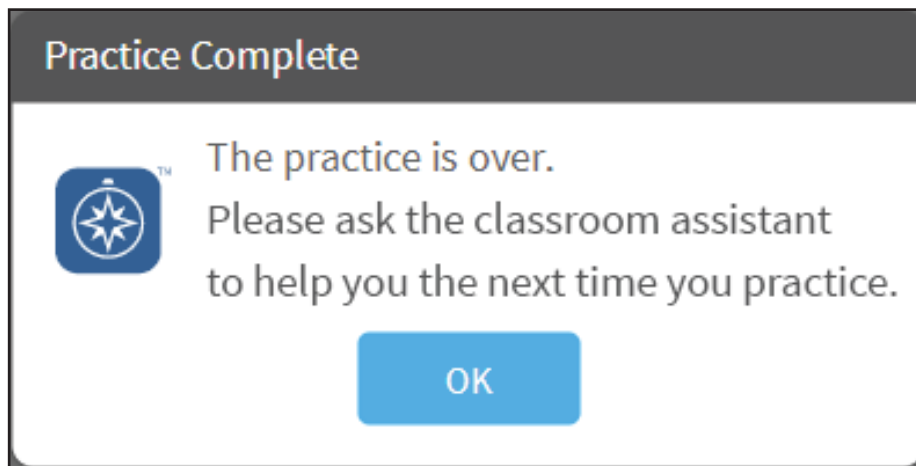 Practice Complete
TM
The practice is over.
Please ask the classroom assistant
to help you the next time you practice.
OK